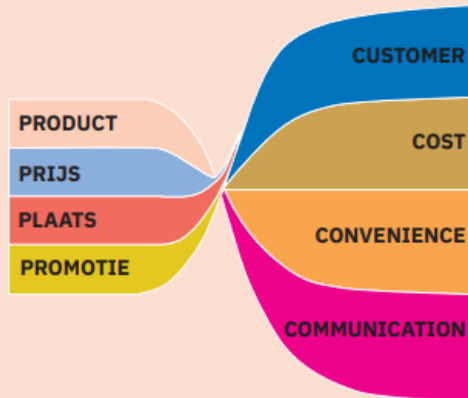 PRODUCT
PRIJS
PLAATS
PROMOTIE
CUSTOMER
COST
CONVENIENCE
COMMUNICATION